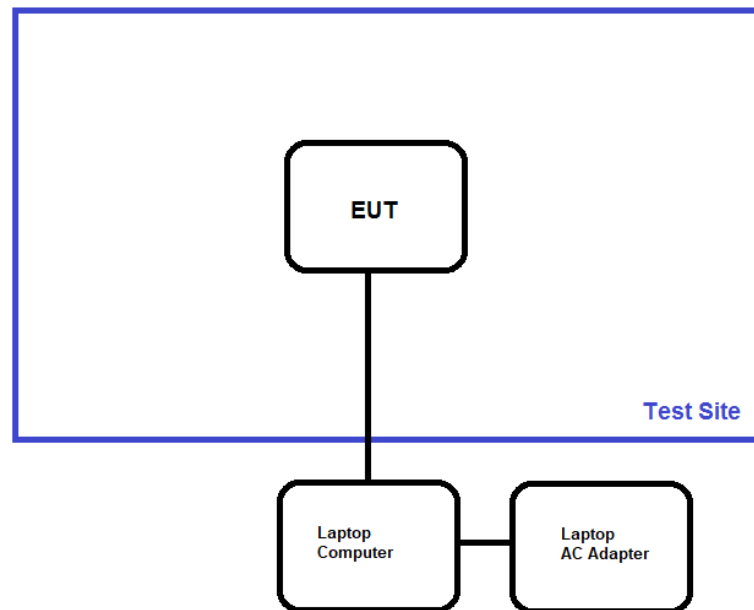 EUT
Test Site
Laptop
Computer
Laptop
AC Adapter